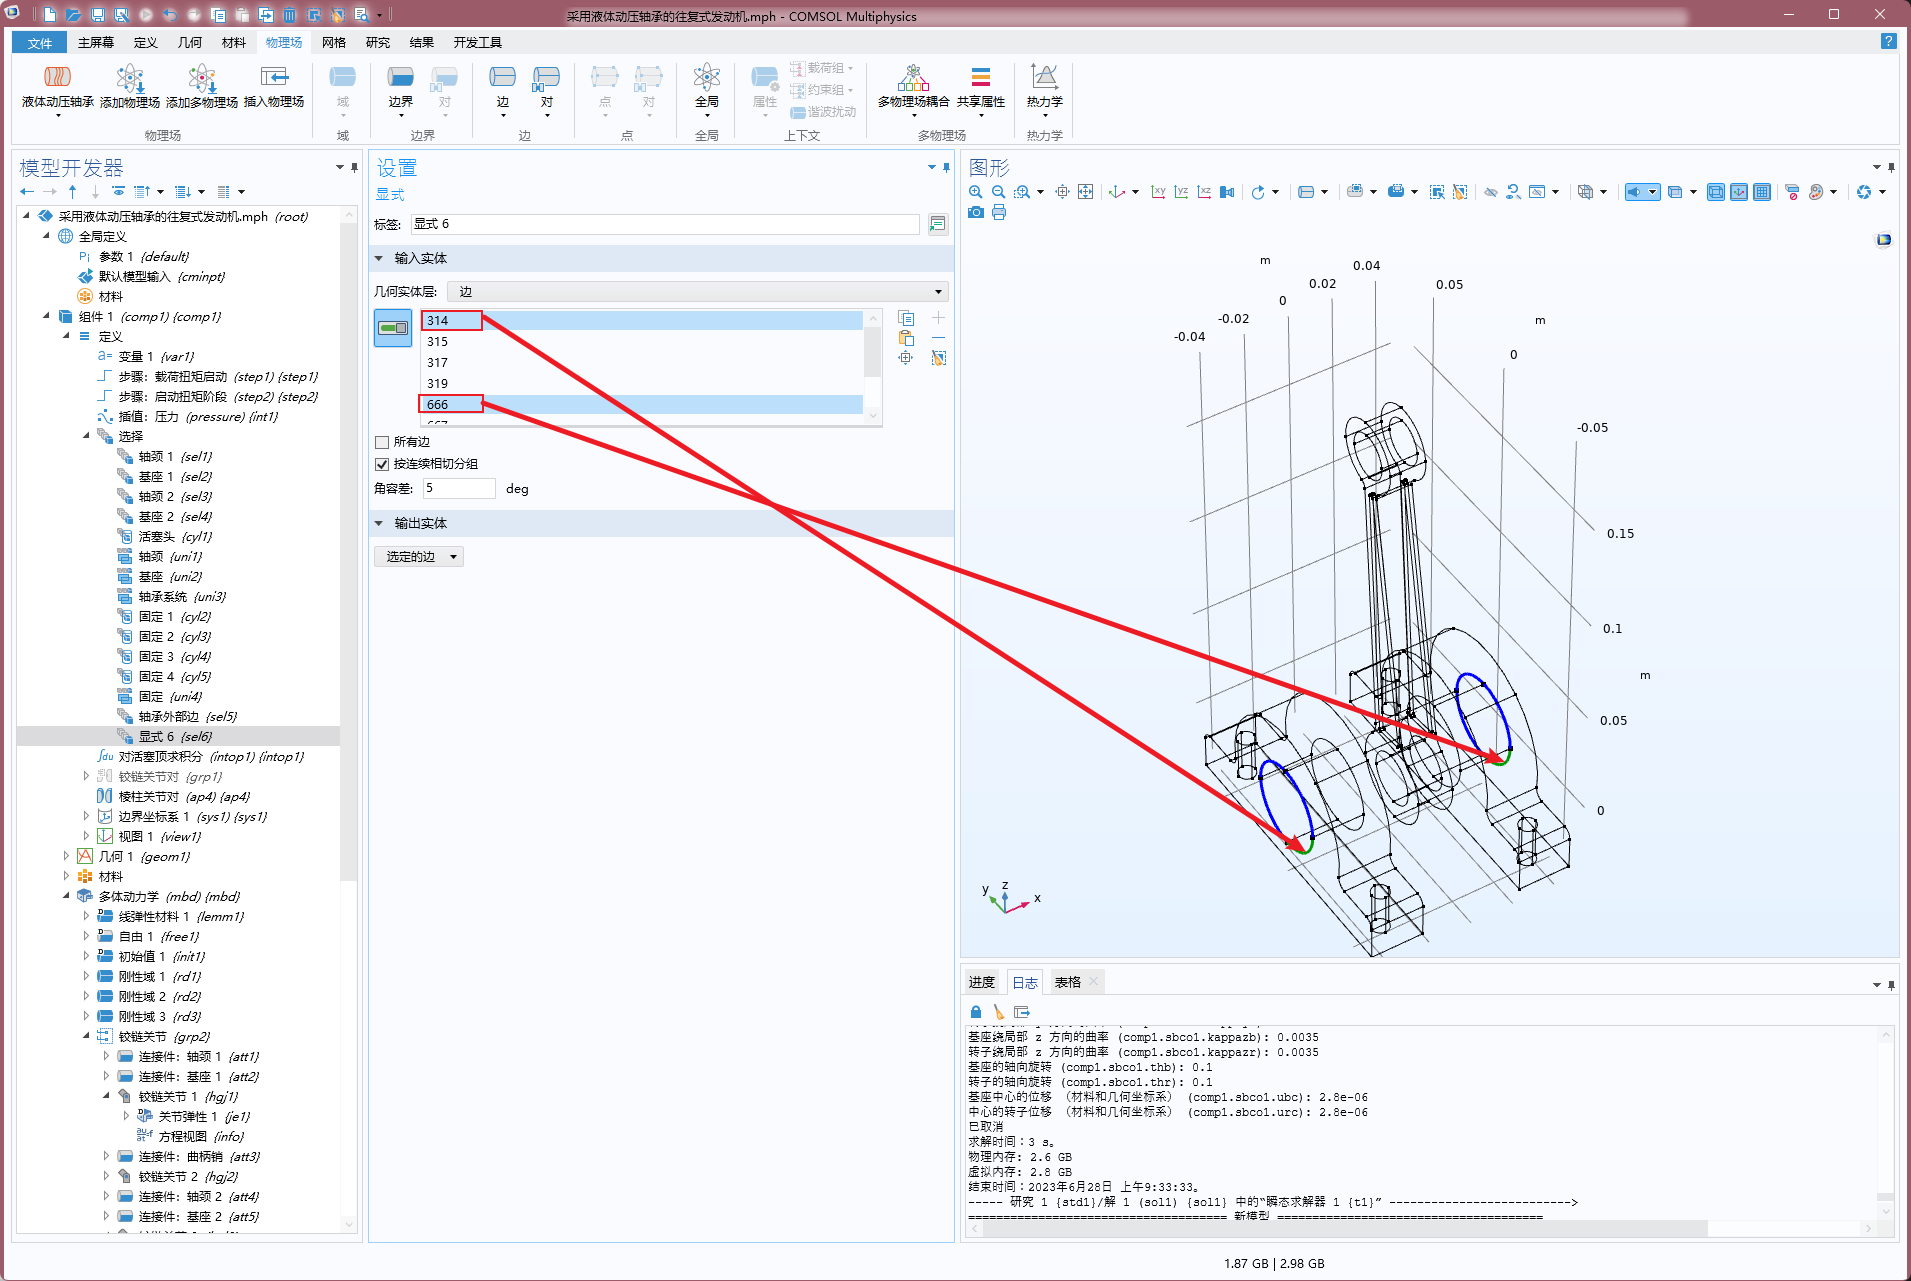 采用液体动压轴承的往复式发动机.mph - COMSOL Multiphysics
文件 主屏幕 定义 几何 材料 物理场 网格 研究 结果 开发工具
液体动压轴承 添加物理场 添加多物理场 插入物理场
物理场
域
域
边界 对
边界
边 对
边
点 对
点
全局
全局
属性
载荷组
约束组
谐波扰动
上下文
多物理场耦合 共享属性
多物理场
热力学
热力学
模型开发器
采用液体动压轴承的往复式发动机.mph (root)
全局定义
Pi 参数 1 {default}
默认模型输入 {cminpt}
材料
组件 1 (comp1) {comp1}
定义
a= 变量 1 {var1}
步骤: 载荷扭矩启动 (step1) {step1}
步骤: 启动扭矩阶段 (step2) {step2}
插值: 压力 (pressure) {int1}
选择
轴颈 1 {sel1}
基座 1 {sel2}
轴颈 2 {sel3}
基座 2 {sel4}
活塞头 {cyl1}
轴颈 {uni1}
基座 {uni2}
轴承系统 {uni3}
固定 1 {cyl2}
固定 2 {cyl3}
固定 3 {cyl4}
固定 4 {cyl5}
固定 {uni4}
轴承外部边 {sel5}
显式 6 {sel6}
∫du 对活塞顶求积分 (intop1) {intop1}
铰链关节对 {grp1}
棱柱关节对 (ap4) {ap4}
边界坐标系 1 (sys1) {sys1}
视图 1 {view1}
几何 1 {geom1}
材料
多体动力学 (mbd) {mbd}
线弹性材料 1 {lemm1}
自由 1 {free1}
初始值 1 {init1}
刚性域 1 {rd1}
刚性域 2 {rd2}
刚性域 3 {rd3}
铰链关节 {grp2}
连接件: 轴颈 1 {att1}
连接件: 基座 1 {att2}
铰链关节 1 {hgj1}
关节弹性 1 {je1}
方程视图 {info}
连接件: 曲柄销 {att3}
铰链关节 2 {hgj2}
连接件: 轴颈 2 {att4}
连接件: 基座 2 {att5}
设置
显式
标签: 显式 6
输入实体
几何实体层: 边
314
315
317
319
666
667
所有边
按连续相切分组
角容差: 5 deg
输出实体
选定的边
图形
m
0.04
0.02
0
-0.02
-0.04
0.05
m
0
-0.05
0.15
0.1
m
0.05
0
y z x
进度 日志 表格
基座绕局部 z 方向的曲率 (comp1.sbco1.kappazb): 0.0035
转子绕局部 z 方向的曲率 (comp1.sbco1.kappazr): 0.0035
基座的轴向旋转 (comp1.sbco1.thb): 0.1
转子的轴向旋转 (comp1.sbco1.thr): 0.1
基座中心的位移 (材料和几何坐标系) (comp1.sbco1.ubc): 2.8e-06
中心的转子位移 (材料和几何坐标系) (comp1.sbco1.urc): 2.8e-06
已取消
求解时间：3 s。
物理内存: 2.6 GB
虚拟内存: 2.8 GB
结束时间：2023年6月28日 上午9:33:33。
----- 研究 1 {std1}/解 1 (sol1) {sol1} 中的“瞬态求解器 1 {t1}” -------------------------->
===================================== 新模型 ======================================
1.87 GB | 2.98 GB